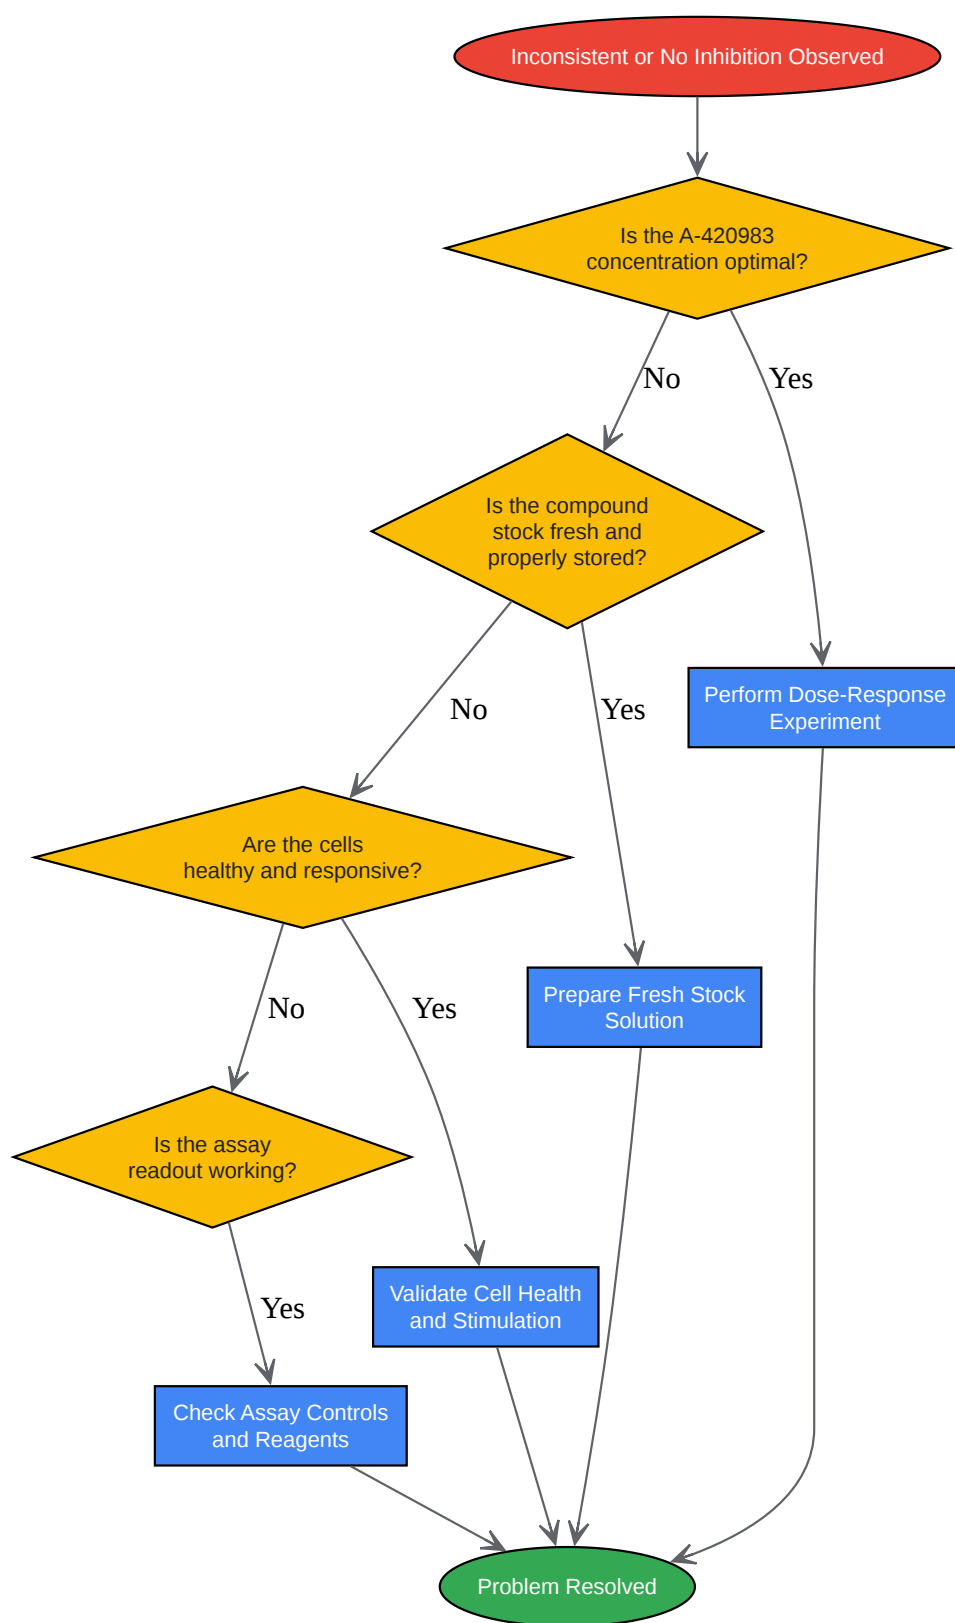 Inconsistent or No Inhibition Observed
Is the A-420983
concentration optimal?
No
Yes
Is the compound
stock fresh and
properly stored?
Perform Dose-Response
Experiment
No
Yes
Are the cells
healthy and responsive?
Prepare Fresh Stock
Solution
No
Yes
Is the assay
readout working?
Validate Cell Health
and Stimulation
Yes
Check Assay Controls
and Reagents
Problem Resolved